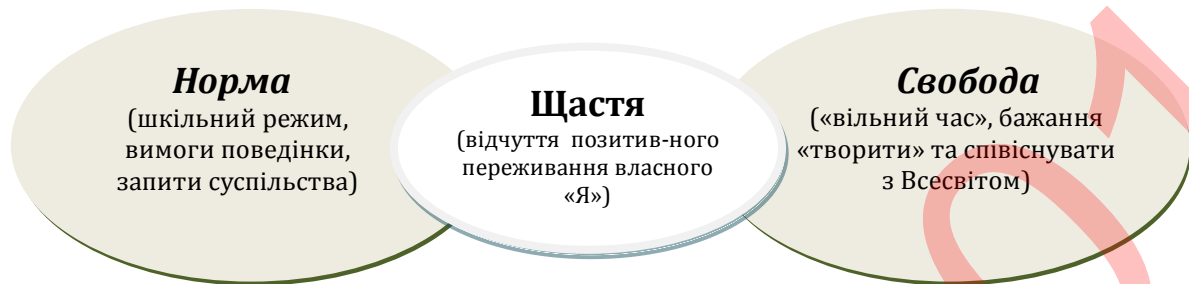 Норма
(шкільний режим,
вимоги поведінки,
запити суспільства)
Щастя
(відчуття позитив-ного
переживання власного
«Я»)
Свобода
(«вільний час», бажання
«творити» та співіснувати
з Всесвітом)